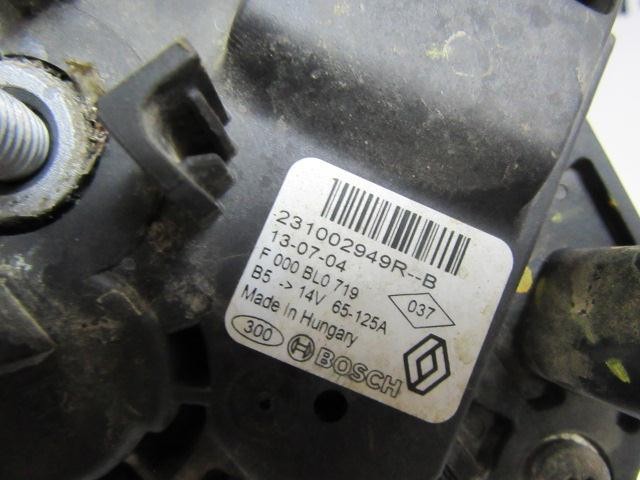 231002949R--B
13-07-04
F 000 BL0 719
037
B5 -> 14V 65-125A
Made In Hungary
300 BOSCH